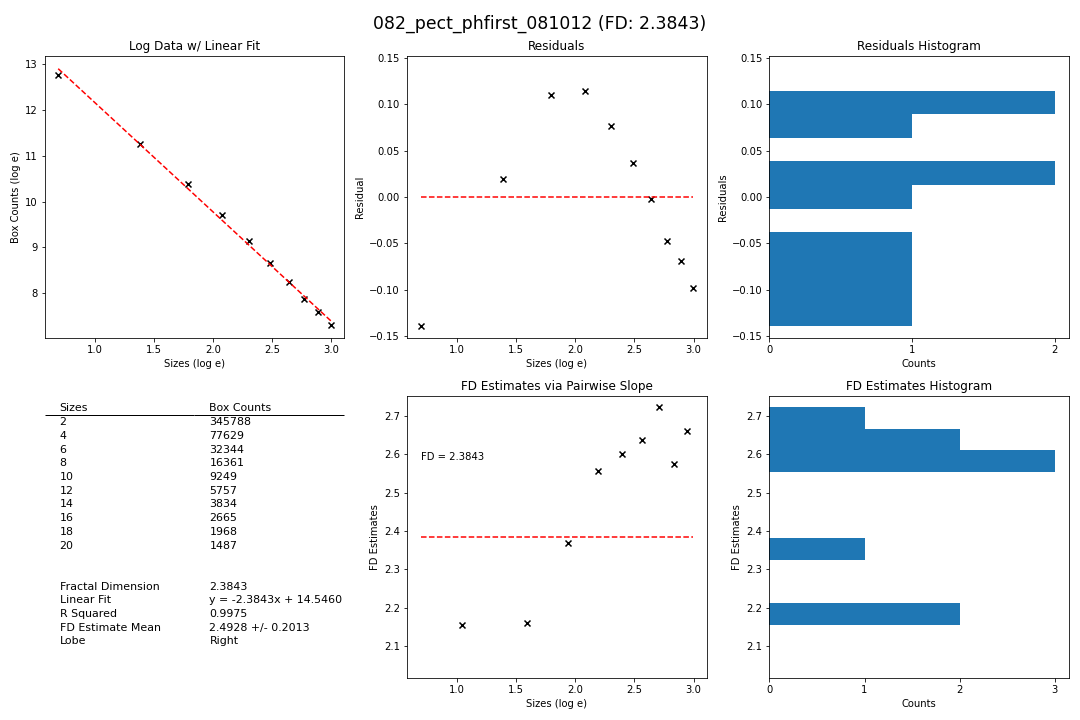 082_pect_phfirst_081012 (FD: 2.3843)
Log Data w/ Linear Fit
13
12
11
10
9
8
Box Counts (log e)
1.0 1.5 2.0 2.5 3.0
Sizes (log e)
Residuals
0.15
0.10
0.05
0.00
−0.05
−0.10
−0.15
Residual
1.0 1.5 2.0 2.5 3.0
Sizes (log e)
Residuals Histogram
0.15
0.10
0.05
0.00
−0.05
−0.10
−0.15
Residuals
0 1 2
Counts
Sizes Box Counts
2 345788
4 77629
6 32344
8 16361
10 9249
12 5757
14 3834
16 2665
18 1968
20 1487
Fractal Dimension 2.3843
Linear Fit y = -2.3843x + 14.5460
R Squared 0.9975
FD Estimate Mean 2.4928 +/- 0.2013
Lobe Right
FD Estimates via Pairwise Slope
2.7
2.6
2.5
2.4
2.3
2.2
2.1
FD Estimates
FD = 2.3843
1.0 1.5 2.0 2.5 3.0
Sizes (log e)
FD Estimates Histogram
2.7
2.6
2.5
2.4
2.3
2.2
2.1
FD Estimates
0 1 2 3
Counts